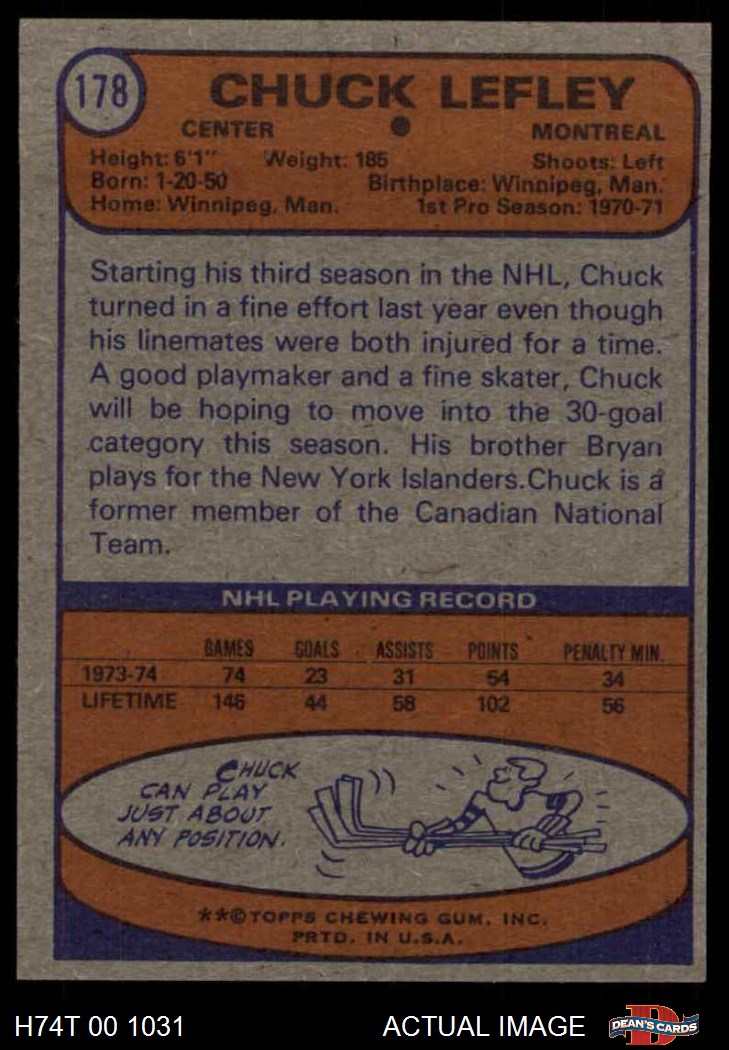 178
CHUCK LEFLEY
CENTER MONTREAL
Height: 6'1" Weight: 185 Shoots: Left
Born: 1-20-50 Birthplace: Winnipeg, Man.
Home: Winnipeg, Man. 1st Pro Season: 1970-71
Starting his third season in the NHL, Chuck
turned in a fine effort last year even though
his linemates were both injured for a time.
A good playmaker and a fine skater, Chuck
will be hoping to move into the 30-goal
category this season. His brother Bryan
plays for the New York Islanders. Chuck is a
former member of the Canadian National
Team.
NHL PLAYING RECORD
GAMES GOALS ASSISTS POINTS PENALTY MIN.
1973-74 74 23 31 54 34
LIFETIME 146 44 58 102 56
CHUCK
CAN PLAY
JUST ABOUT
ANY POSITION.
**©TOPPS CHEWING GUM, INC.
PRTD. IN U.S.A.
H74T 00 1031 ACTUAL IMAGE DEAN'S CARDS